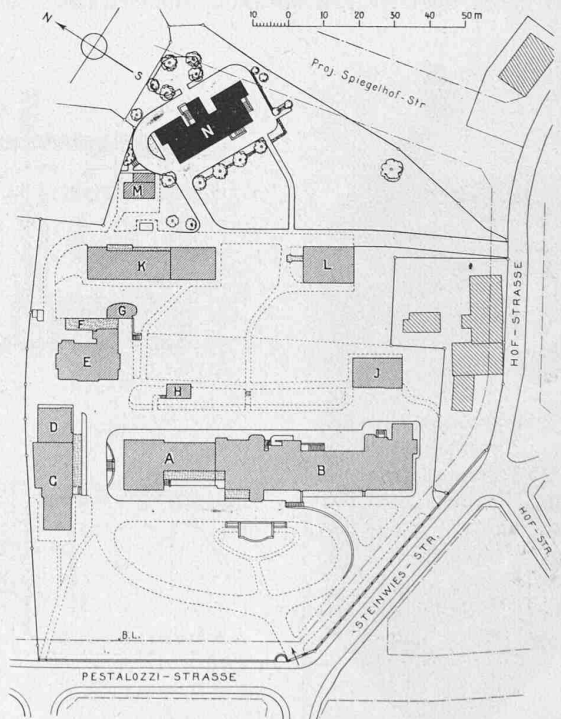 10 0 10 20 30 40 50 m
N
S
Proj. Spiegelhof-Str
N
M
K
L
G
F
E
J
H
D
A
B
C
HOF-STRASSE
HOF-STR.
STEINWIES-STR.
B.L.
PESTALOZZI-STRASSE